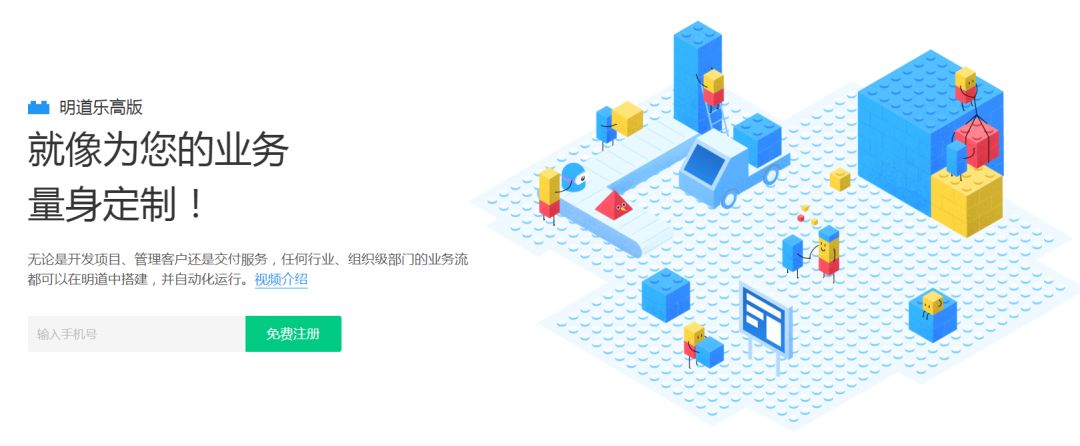 明道乐高版
就像为您的业务
量身定制！
无论是开发项目、管理客户还是交付服务，任何行业、组织级部门的业务流
都可以在明道中搭建，并自动化运行。视频介绍
输入手机号
免费注册